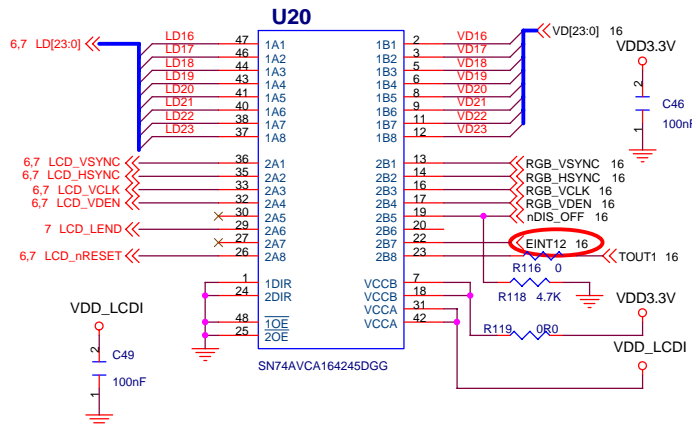 U20
6,7 LD[23:0]
LD16 47 1A1 1B1 2 VD16
LD17 46 1A2 1B2 3 VD17
LD18 44 1A3 1B3 5 VD18
LD19 43 1A4 1B4 6 VD19
LD20 41 1A5 1B5 8 VD20
LD21 40 1A6 1B6 9 VD21
LD22 38 1A7 1B7 11 VD22
LD23 37 1A8 1B8 12 VD23
VD[23:0] 16
VDD3.3V
2
C46
100nF
1
6,7 LCD_VSYNC 36 2A1 2B1 13 RGB_VSYNC 16
6,7 LCD_HSYNC 35 2A2 2B2 14 RGB_HSYNC 16
6,7 LCD_VCLK 33 2A3 2B3 16 RGB_VCLK 16
6,7 LCD_VDEN 32 2A4 2B4 17 RGB_VDEN 16
30 2A5 2B5 19 nDIS_OFF 16
7 LCD_LEND 29 2A6 2B6 20
27 2A7 2B7 22 EINT12 16
6,7 LCD_nRESET 26 2A8 2B8 23 TOUT1 16
R116 0
1 1DIR VCCB 7
24 2DIR VCCB 18
VCCA 31
48 1OE VCCA 42
25 2OE
R118 4.7K
VDD3.3V
R119 0R0
VDD_LCDI
VDD_LCDI
2
C49
100nF
1
SN74AVCA164245DGG